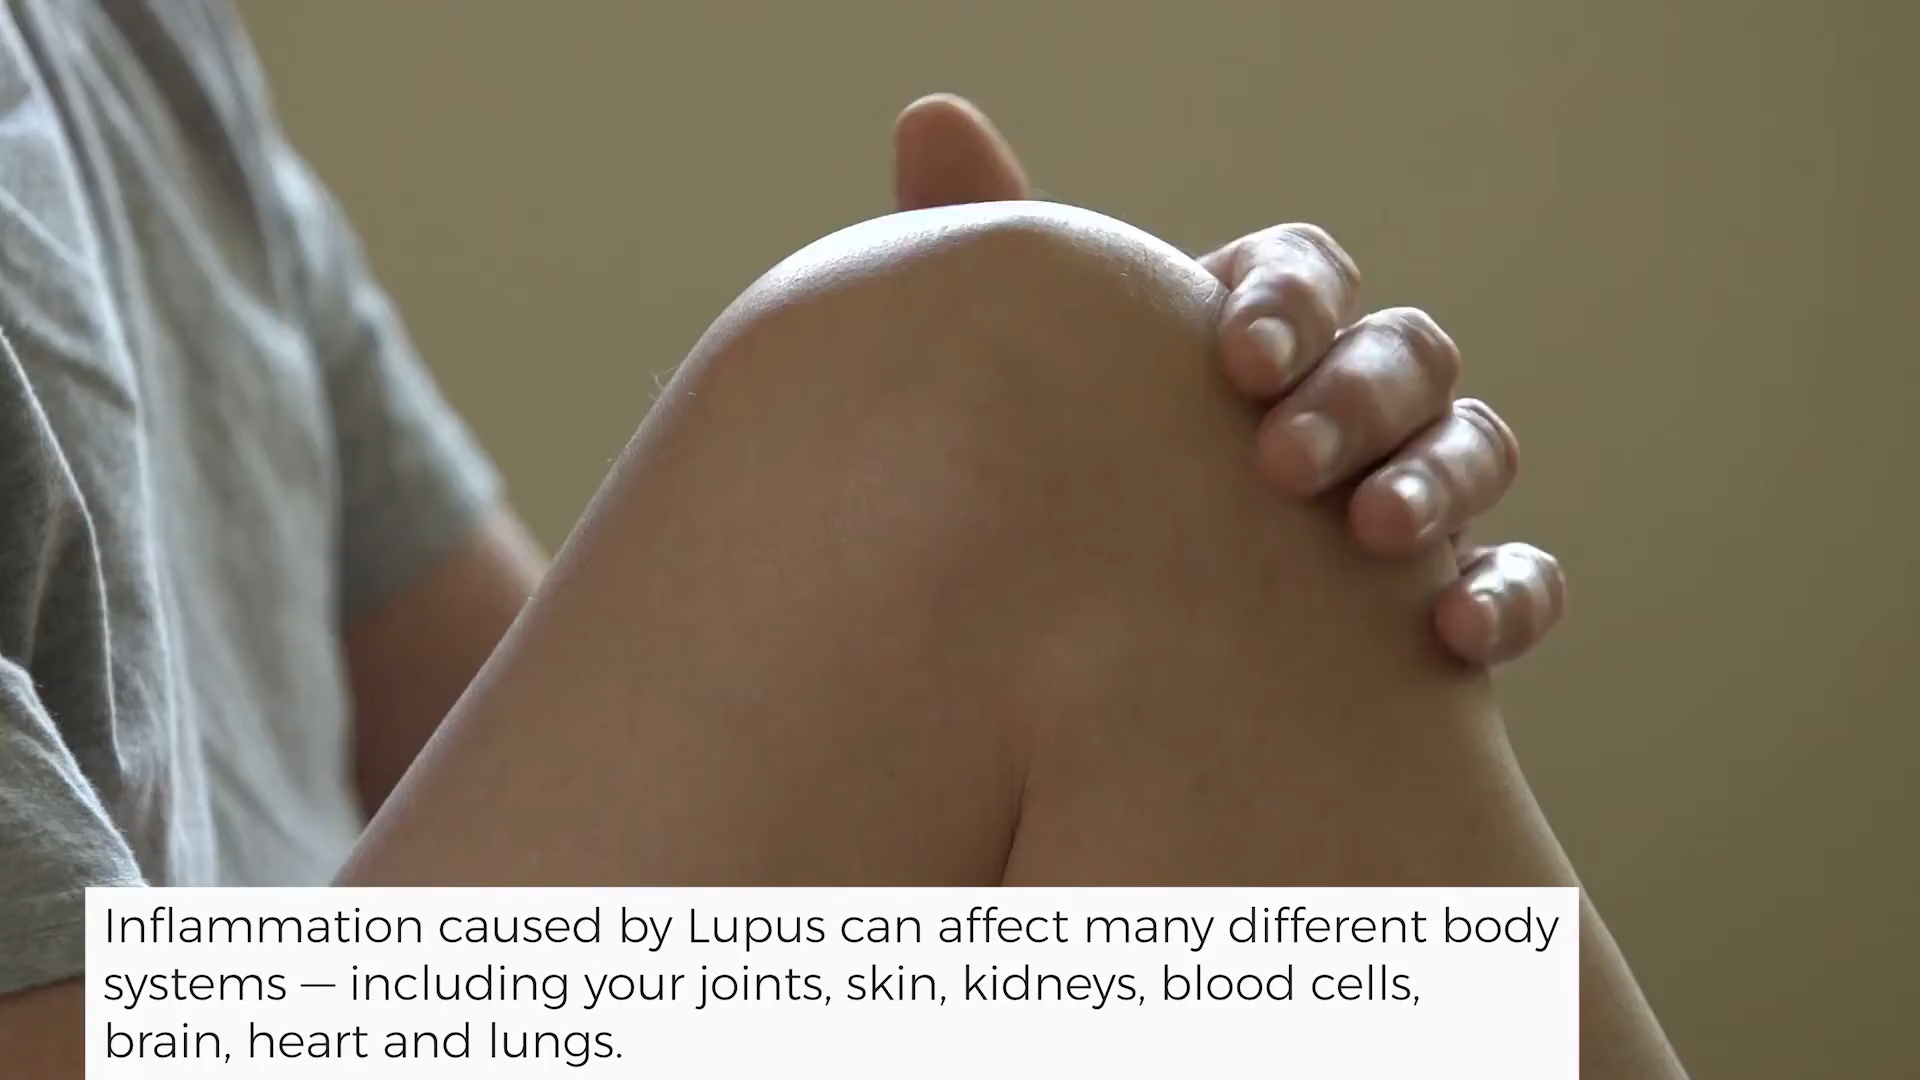 Inflammation caused by Lupus can affect many different body
systems — including your joints, skin, kidneys, blood cells,
brain, heart and lungs.